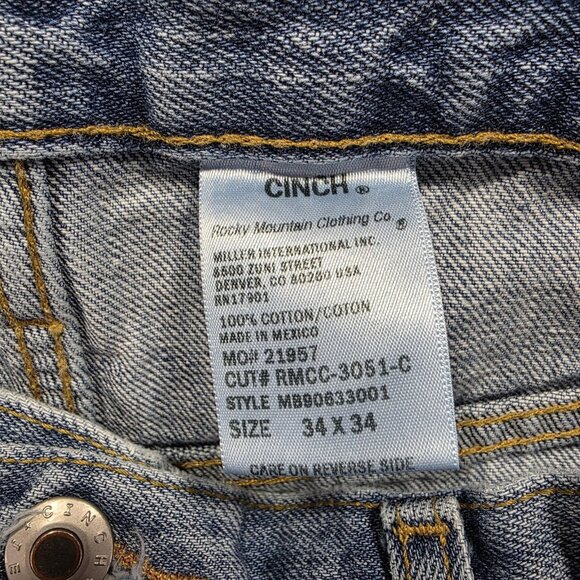 CINCH ®
Rocky Mountain Clothing Co ®
MILLER INTERNATIONAL INC.
8500 ZUNI STREET
DENVER, CO 80260 USA
RN17901
100% COTTON/COTON
MADE IN MEXICO
MO# 21957
CUT# RMCC-3051-C
STYLE MB90633001
SIZE 34 X 34
CARE ON REVERSE SIDE
CINCH